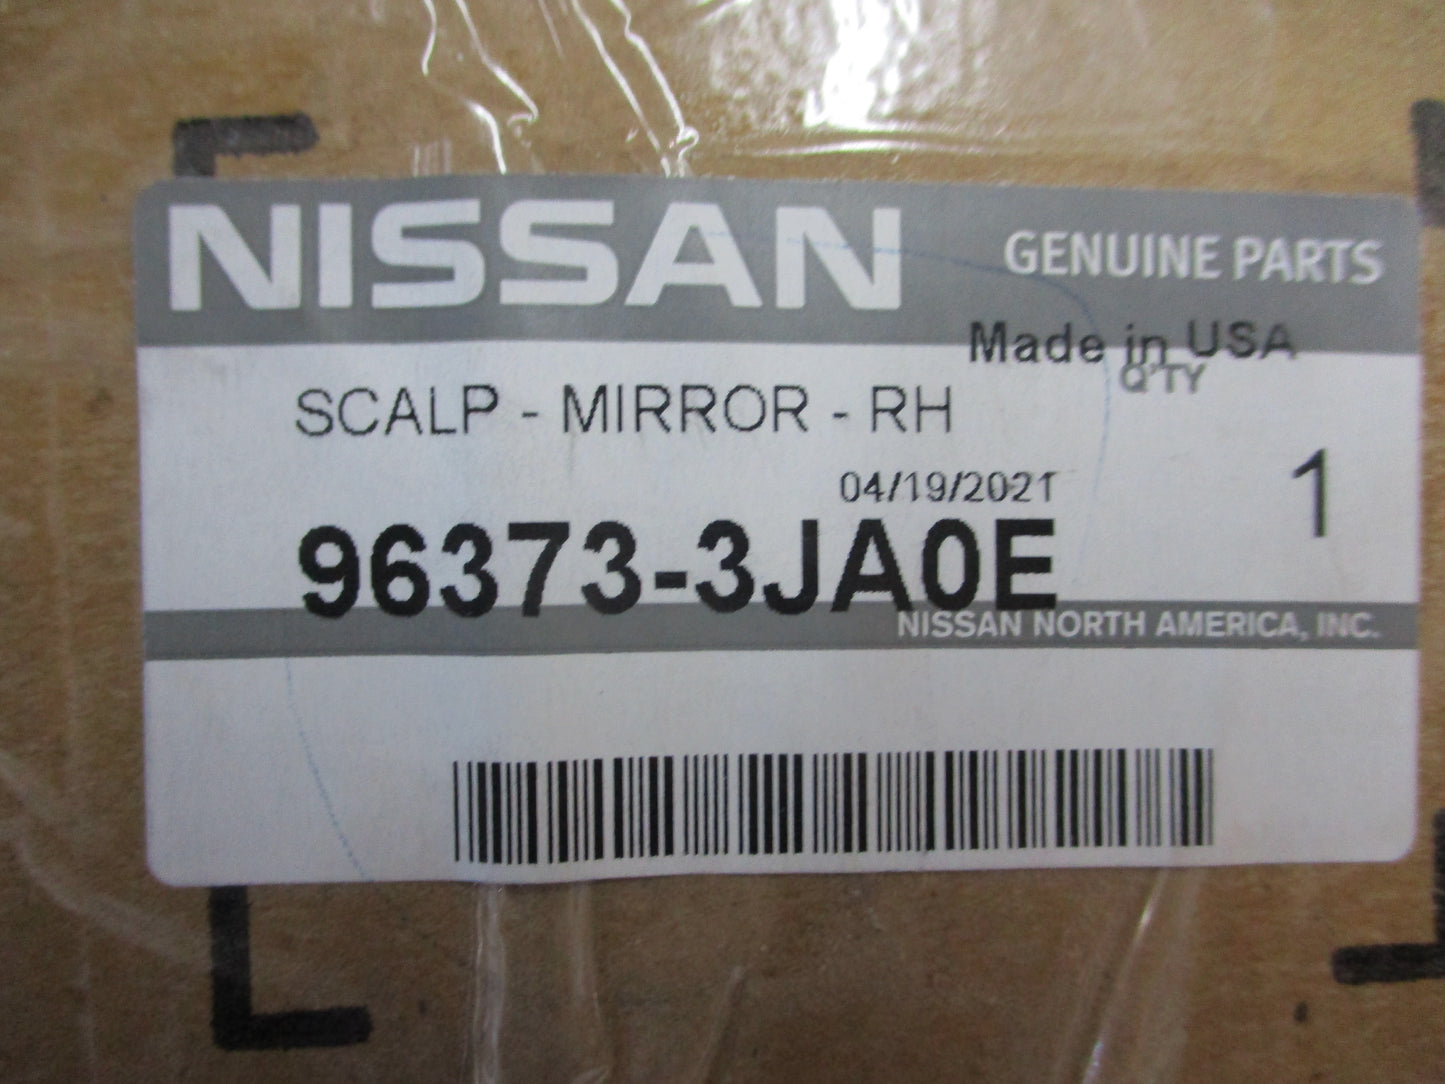 NISSAN GENUINE PARTS
Made in USA
Q'TY
SCALP - MIRROR - RH
1
04/19/2021
96373-3JA0E
NISSAN NORTH AMERICA, INC.